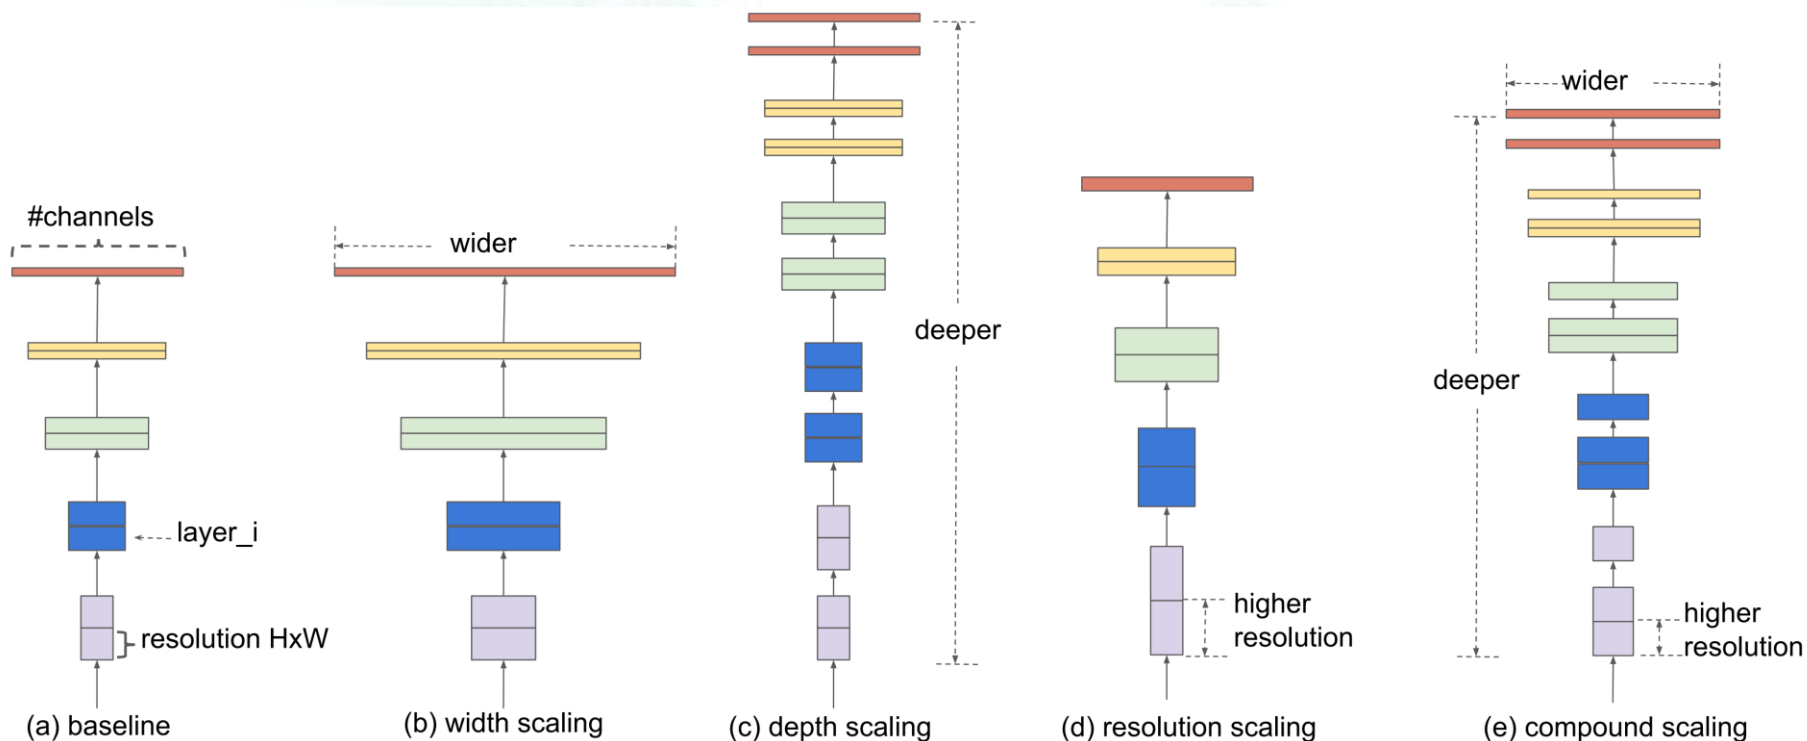 #channels
layer_i
resolution HxW
(a) baseline
wider
(b) width scaling
deeper
(c) depth scaling
higher
resolution
(d) resolution scaling
wider
deeper
higher
resolution
(e) compound scaling